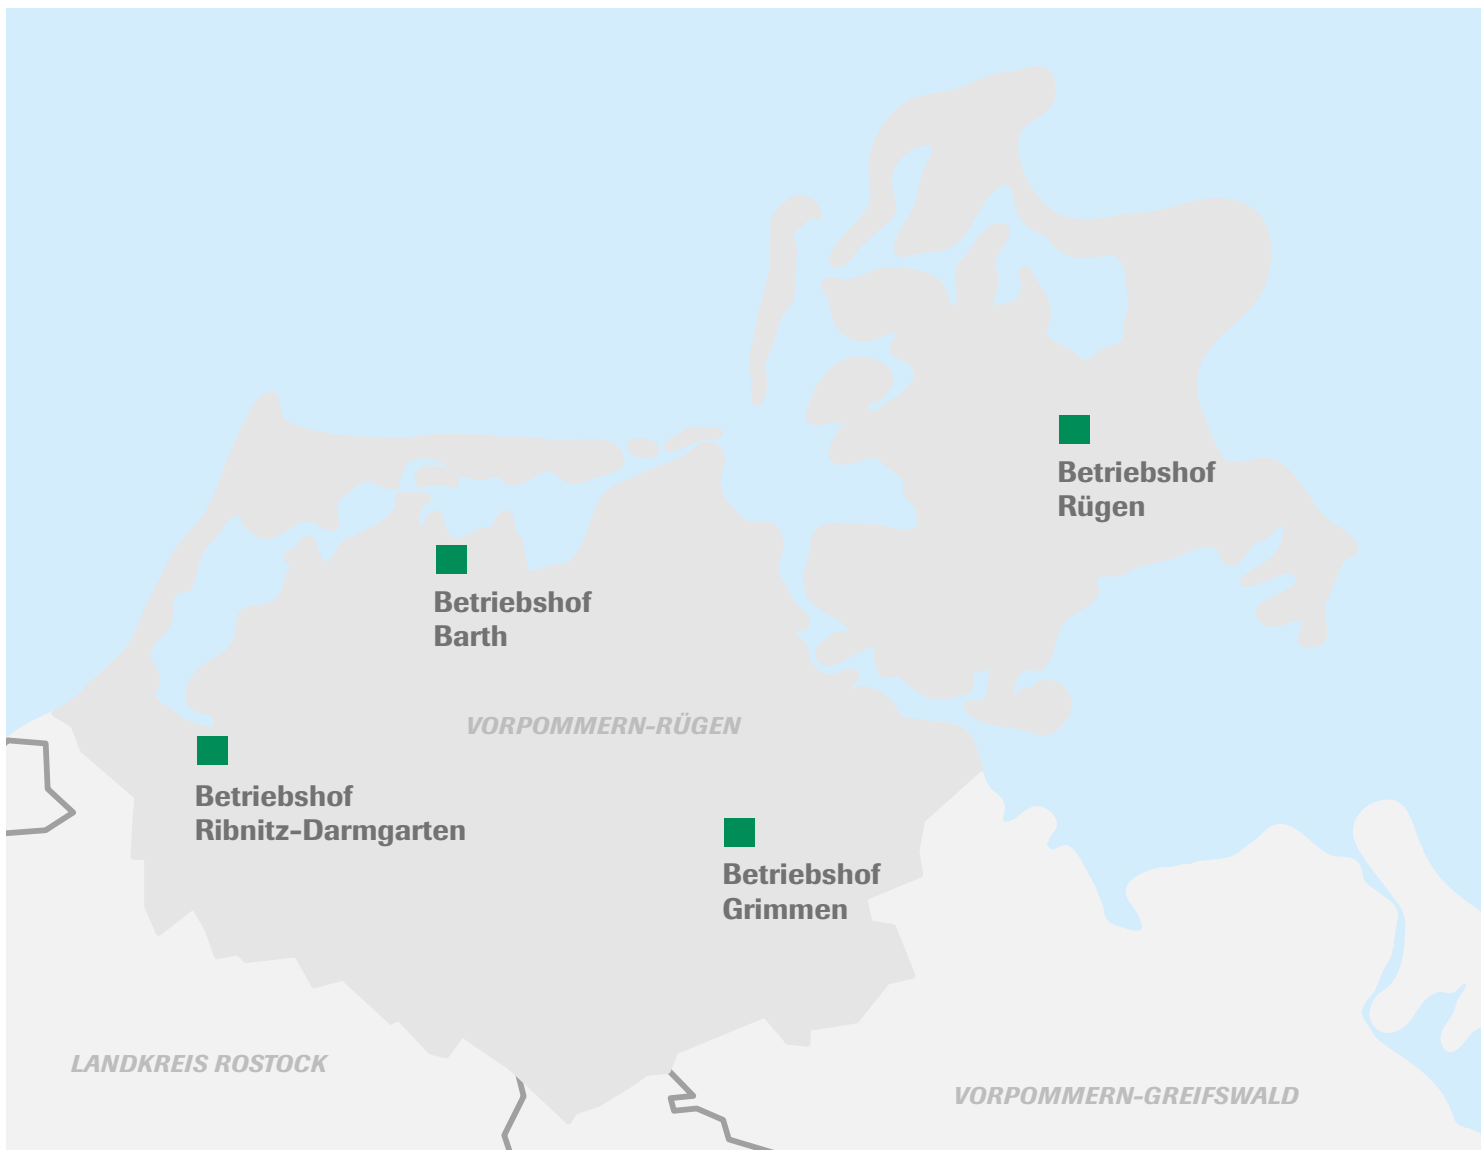 Betriebshof
Rügen
Betriebshof
Barth
VORPOMMERN-RÜGEN
Betriebshof
Ribnitz-Darmgarten
Betriebshof
Grimmen
LANDKREIS ROSTOCK
VORPOMMERN-GREIFSWALD